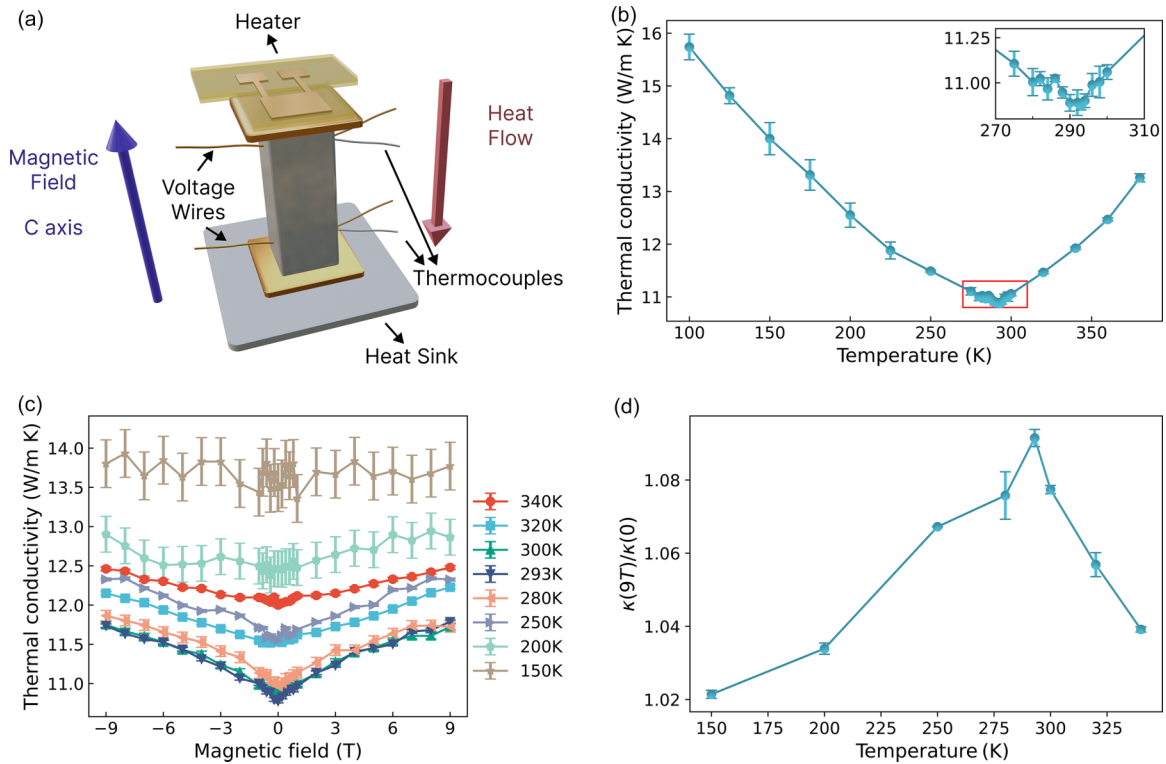 (a)
Heater
Magnetic
Field
C axis
Voltage
Wires
Heat
Flow
Thermocouples
Heat Sink
(b)
Thermal conductivity (W/m K)
16
15
14
13
12
11
100 150 200 250 300 350
Temperature (K)
11.25
11.00
270 290 310
(c)
Thermal conductivity (W/m K)
14.0
13.5
13.0
12.5
12.0
11.5
11.0
−9 −6 −3 0 3 6 9
Magnetic field (T)
340K
320K
300K
293K
280K
250K
200K
150K
(d)
κ(9T)/κ(0)
1.08
1.06
1.04
1.02
150 175 200 225 250 275 300 325
Temperature (K)